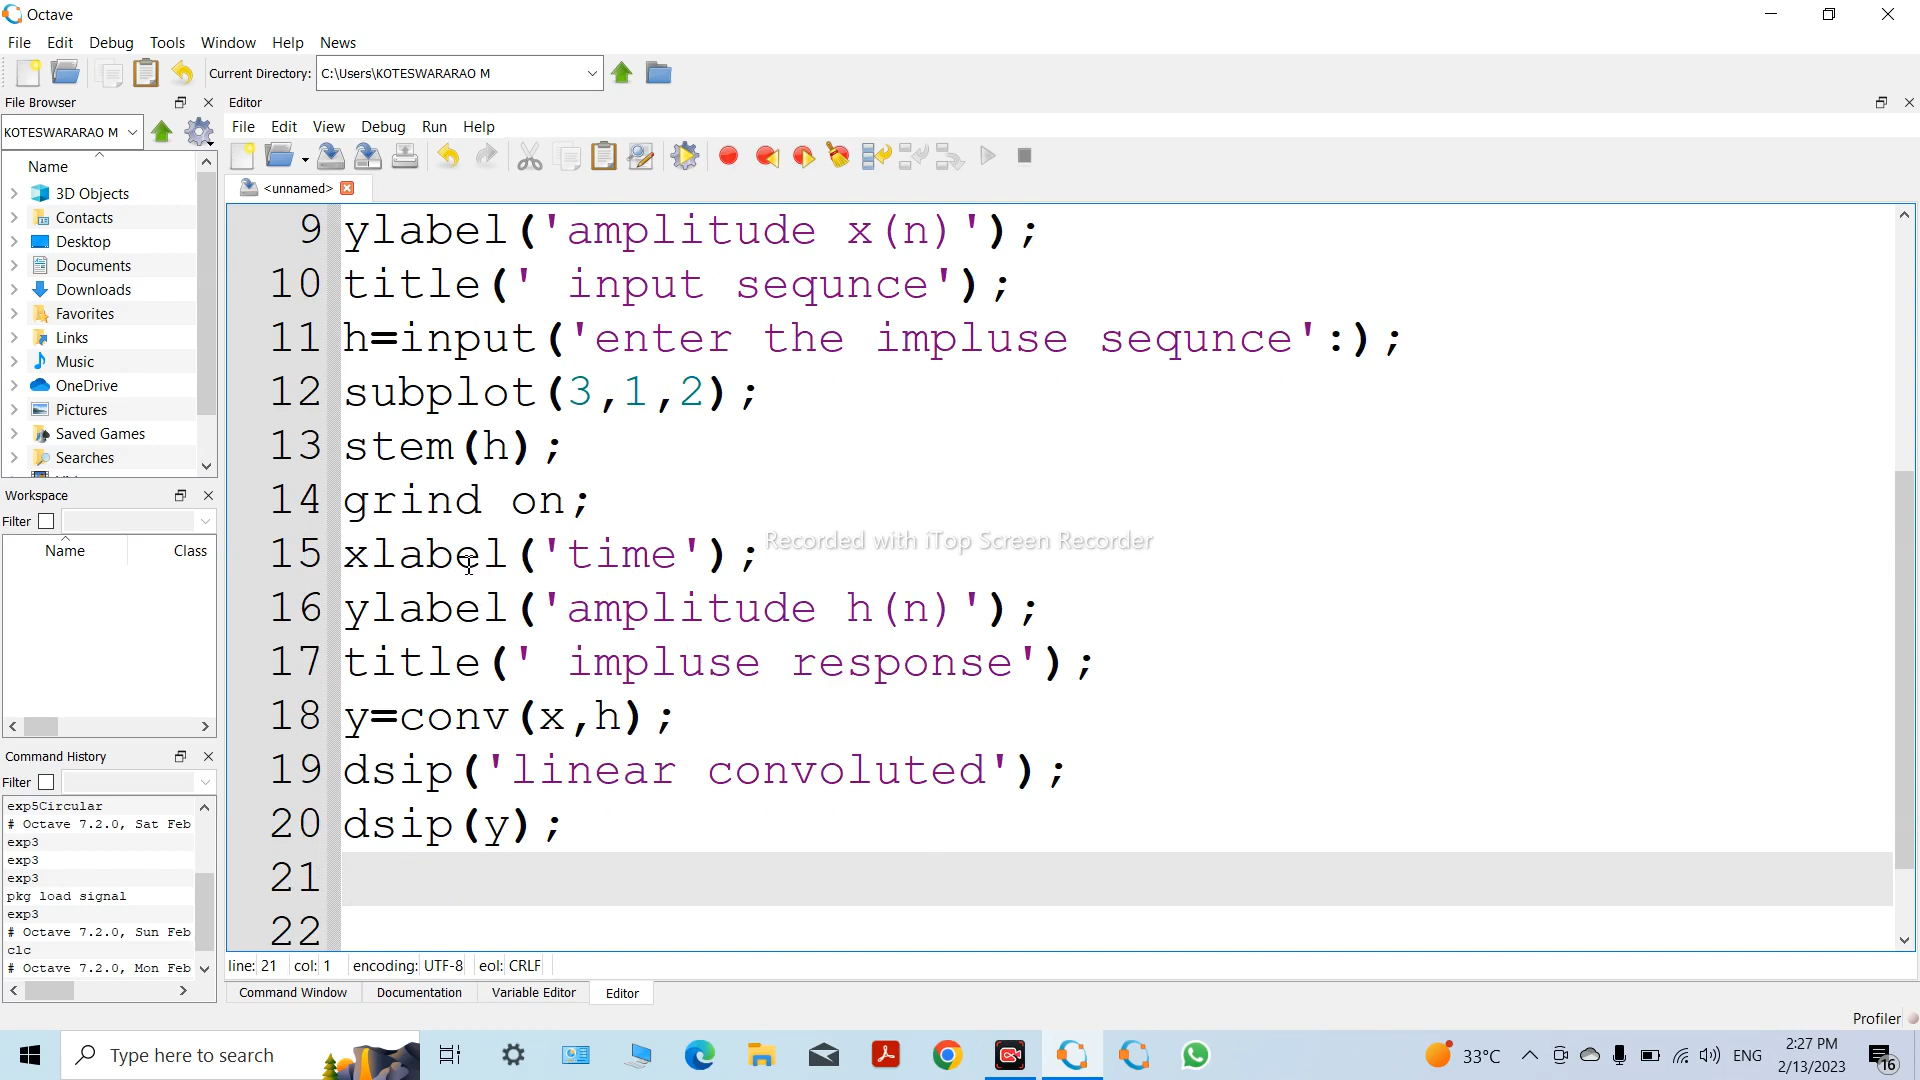 Octave
File Edit Debug Tools Window Help News
Current Directory: C:\Users\KOTESWARARAO M
File Browser
Editor
KOTESWARARAO M
File Edit View Debug Run Help
Name
<unnamed>
3D Objects
Contacts
Desktop
Documents
Downloads
Favorites
Links
Music
OneDrive
Pictures
Saved Games
Searches
Workspace
Filter
Name Class
Command History
Filter
exp5Circular
# Octave 7.2.0, Sat Feb
exp3
exp3
exp3
pkg load signal
exp3
# Octave 7.2.0, Sun Feb
clc
# Octave 7.2.0, Mon Feb
9 ylabel('amplitude x(n)');
10 title(' input sequnce');
11 h=input('enter the impluse sequnce':);
12 subplot(3,1,2);
13 stem(h);
14 grind on;
15 xlabel('time');
16 ylabel('amplitude h(n)');
17 title(' impluse response');
18 y=conv(x,h);
19 dsip('linear convoluted');
20 dsip(y);
21
22
Recorded with iTop Screen Recorder
line: 21 col: 1 encoding: UTF-8 eol: CRLF
Command Window Documentation Variable Editor Editor
Profiler
Type here to search
33°C
ENG
2:27 PM
2/13/2023
16